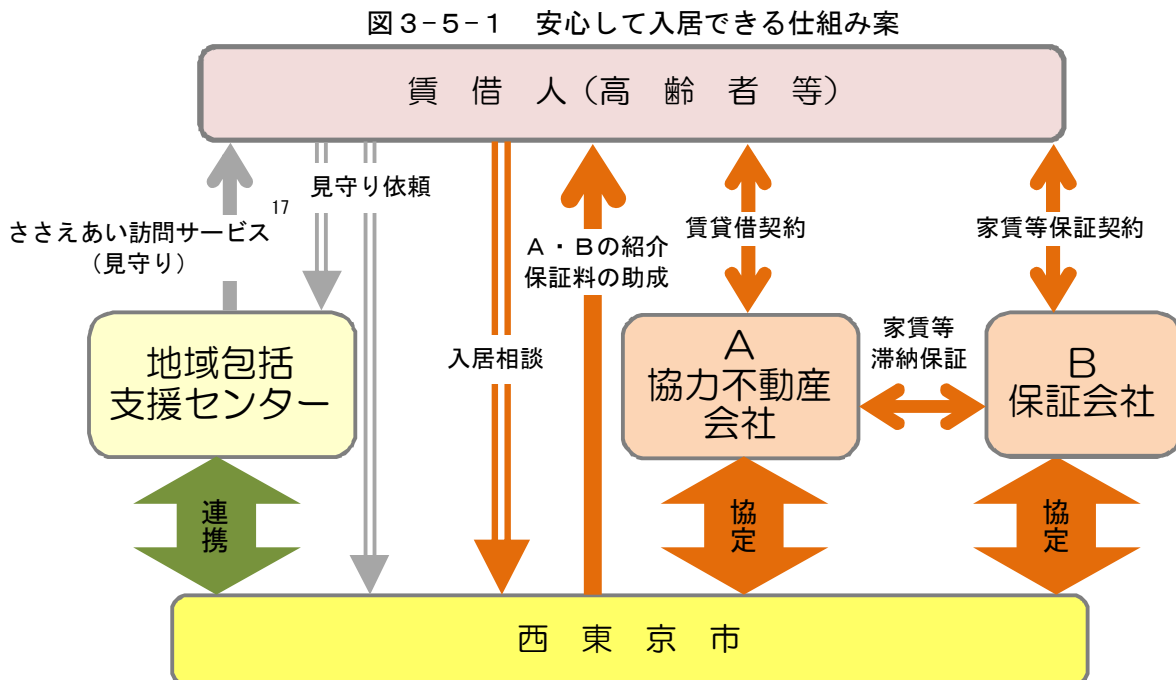 図3-5-1 安心して入居できる仕組み案
賃借人(高齢者等)
見守り依頼
ささえあい訪問サービス17
(見守り)
A・Bの紹介
保証料の助成
賃貸借契約
家賃等保証契約
入居相談
地域包括
支援センター
A
協力不動産
会社
家賃等
滞納保証
B
保証会社
連携
協定
協定
西東京市